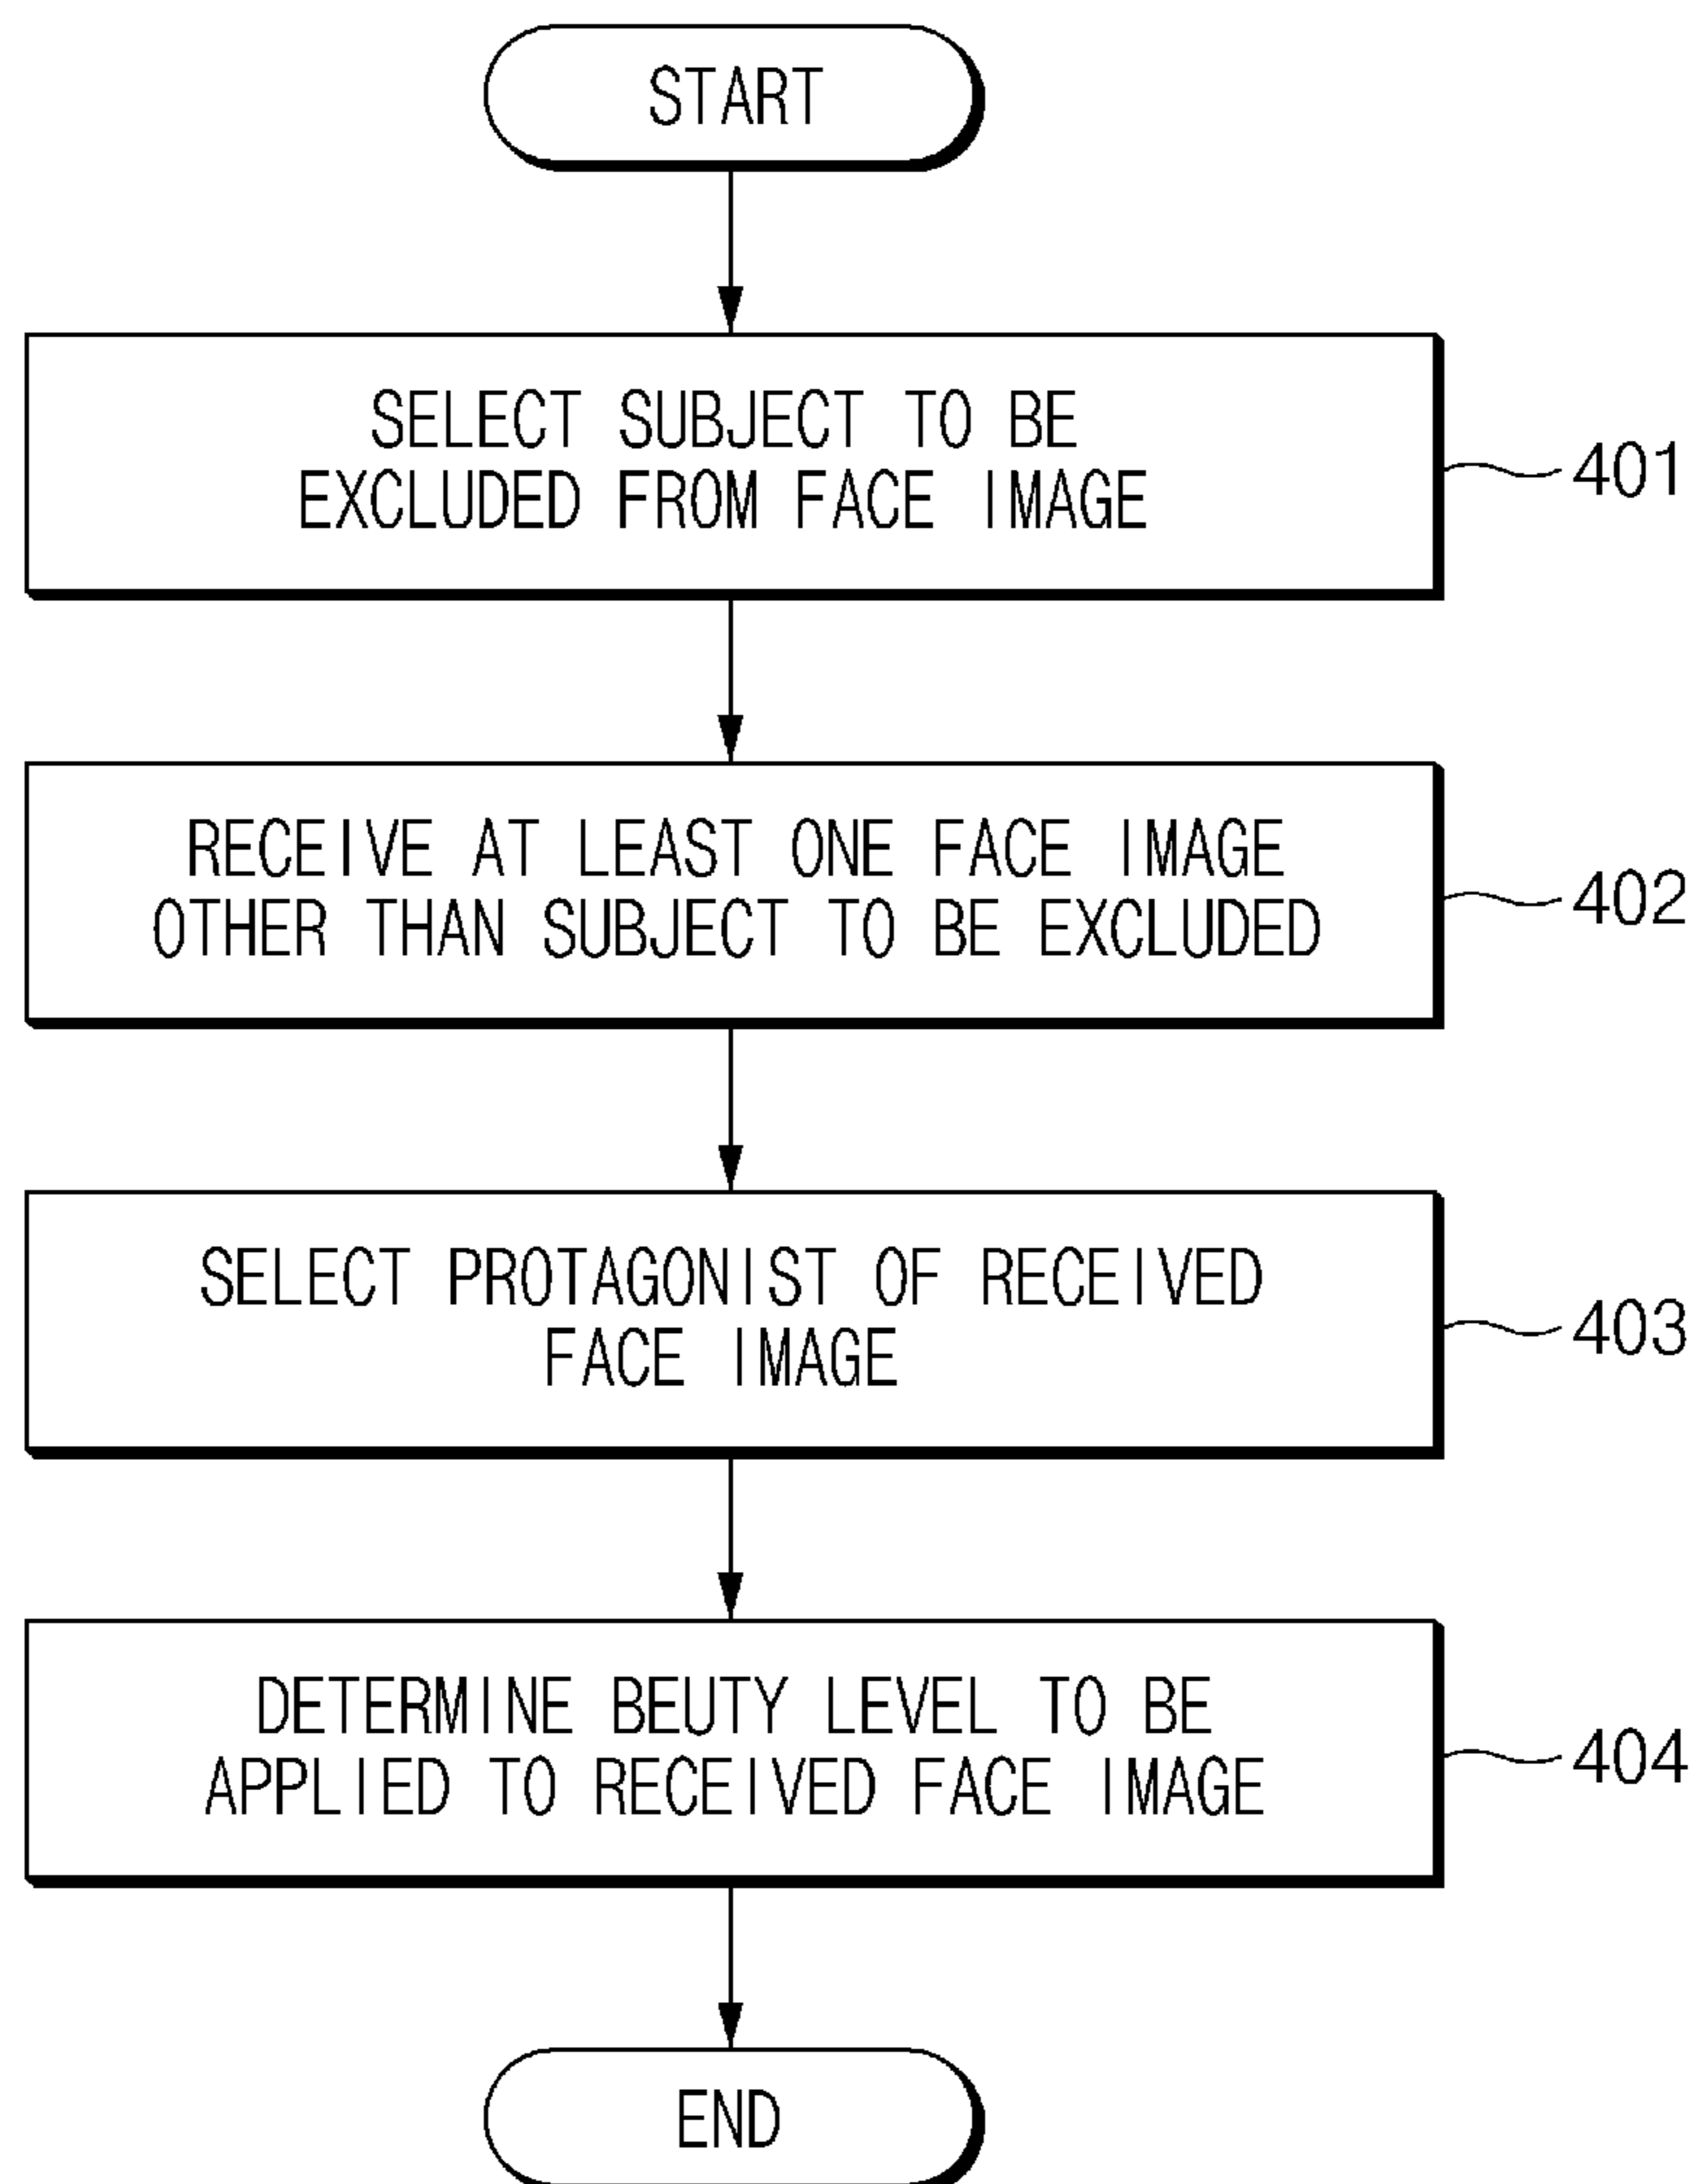 START
SELECT SUBJECT TO BE
EXCLUDED FROM FACE IMAGE
401
RECEIVE AT LEAST ONE FACE IMAGE
OTHER THAN SUBJECT TO BE EXCLUDED
402
SELECT PROTAGONIST OF RECEIVED
FACE IMAGE
403
DETERMINE BEUTY LEVEL TO BE
APPLIED TO RECEIVED FACE IMAGE
404
END